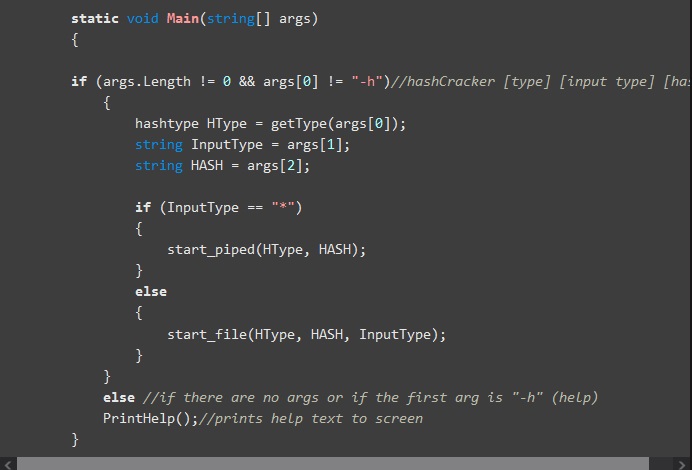 static void Main(string[] args)
{
if (args.Length != 0 && args[0] != "-h")//hashCracker [type] [input type] [ha
{
hashtype HType = getType(args[0]);
string InputType = args[1];
string HASH = args[2];
if (InputType == "*")
{
start_piped(HType, HASH);
}
else
{
start_file(HType, HASH, InputType);
}
}
else //if there are no args or if the first arg is "-h" (help)
PrintHelp();//prints help text to screen
}